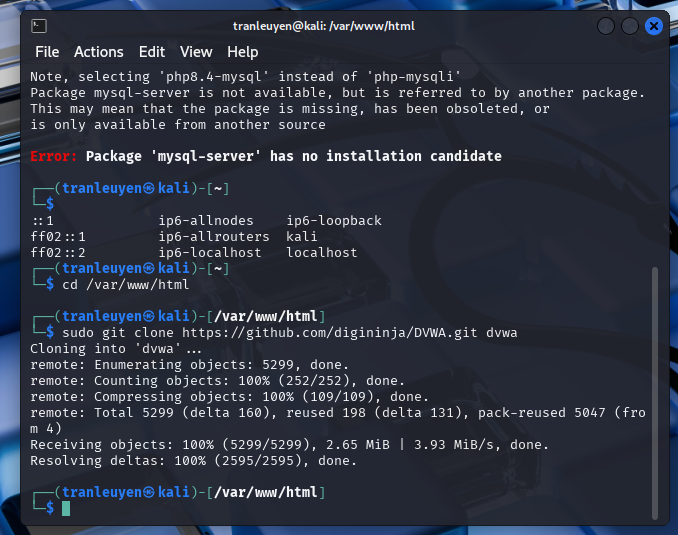 tranleuyen@kali: /var/www/html
File Actions Edit View Help
Note, selecting 'php8.4-mysql' instead of 'php-mysqli'
Package mysql-server is not available, but is referred to by another package.
This may mean that the package is missing, has been obsoleted, or
is only available from another source
Error: Package 'mysql-server' has no installation candidate
┌──(tranleuyen㉿kali)-[~]
└─$
::1 ip6-allnodes ip6-loopback
ff02::1 ip6-allrouters kali
ff02::2 ip6-localhost localhost
┌──(tranleuyen㉿kali)-[~]
└─$ cd /var/www/html
┌──(tranleuyen㉿kali)-[/var/www/html]
└─$ sudo git clone https://github.com/digininja/DVWA.git dvwa
Cloning into 'dvwa'...
remote: Enumerating objects: 5299, done.
remote: Counting objects: 100% (252/252), done.
remote: Compressing objects: 100% (109/109), done.
remote: Total 5299 (delta 160), reused 198 (delta 131), pack-reused 5047 (fro
m 4)
Receiving objects: 100% (5299/5299), 2.65 MiB | 3.93 MiB/s, done.
Resolving deltas: 100% (2595/2595), done.
┌──(tranleuyen㉿kali)-[/var/www/html]
└─$